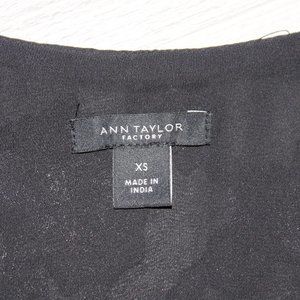 ANN TAYLOR
FACTORY
XS
MADE IN
INDIA